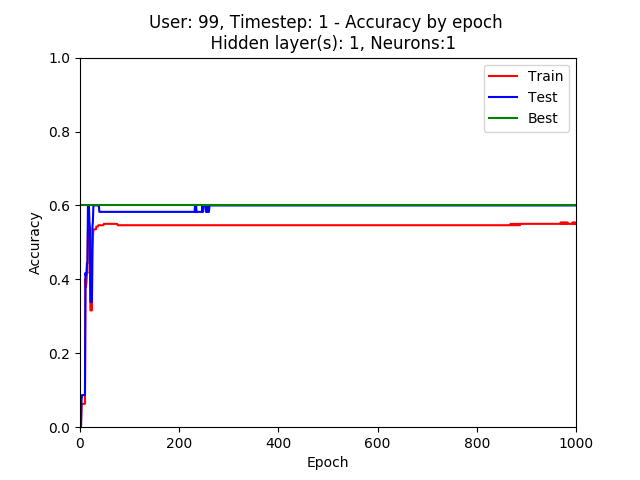 User: 99, Timestep: 1 - Accuracy by epoch
Hidden layer(s): 1, Neurons:1
Train
Test
Best
1.0
0.8
0.6
0.4
0.2
0.0
Accuracy
0
200
400
600
800
1000
Epoch